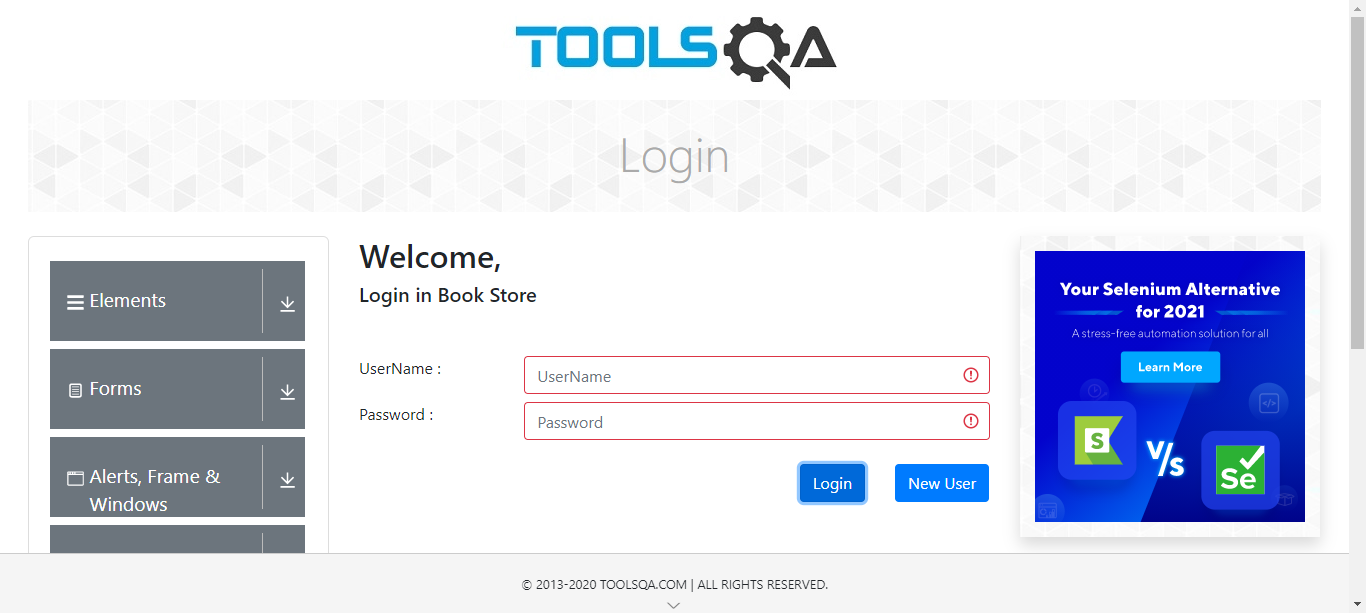 TOOLSQA
Login
Elements
Forms
Alerts, Frame &
Windows
Welcome,
Login in Book Store
UserName :
UserName
Password :
Password
Login
New User
Your Selenium Alternative
for 2021
A stress-free automation solution for all
Learn More
S
V/s
Se
© 2013-2020 TOOLSQA.COM | ALL RIGHTS RESERVED.